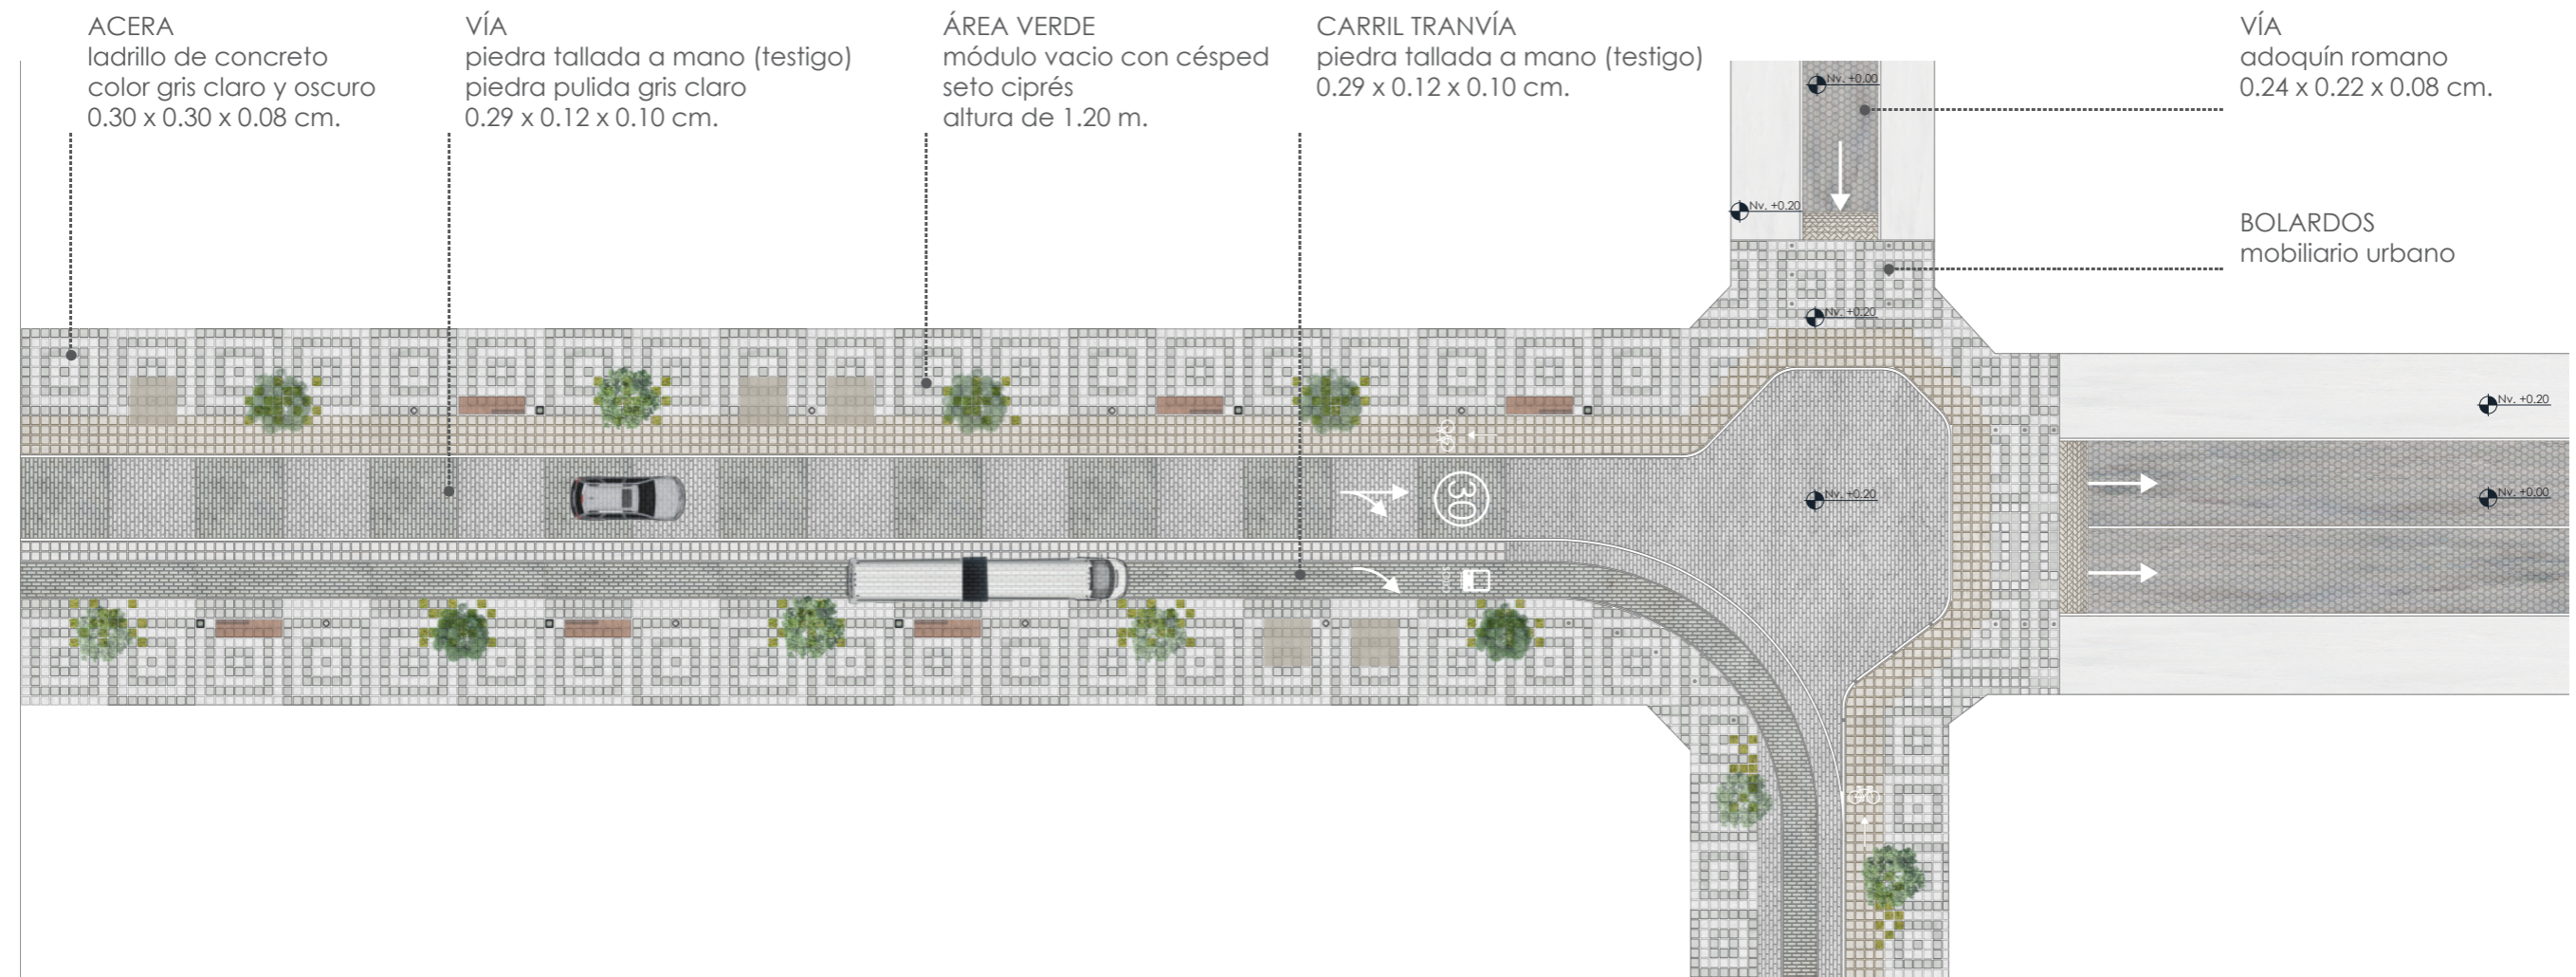 ACERA
ladrillo de concreto
color gris claro y oscuro
0.30 x 0.30 x 0.08 cm.
VÍA
piedra tallada a mano (testigo)
piedra pulida gris claro
0.29 x 0.12 x 0.10 cm.
ÁREA VERDE
módulo vacio con césped
seto ciprés
altura de 1.20 m.
CARRIL TRANVÍA
piedra tallada a mano (testigo)
0.29 x 0.12 x 0.10 cm.
VÍA
adoquín romano
0.24 x 0.22 x 0.08 cm.
BOLARDOS
mobiliario urbano
Nv. +0.00
Nv. +0.20
Nv. +0.20
Nv. +0.20
Nv. +0.20
Nv. +0.00
30
SOLO